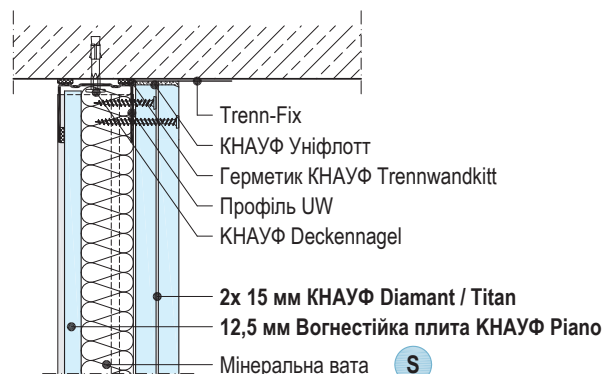 Trenn-Fix
КНАУФ Уніфлотт
Герметик КНАУФ Trennwandkitt
Профіль UW
КНАУФ Deckennagel
2x 15 мм КНАУФ Diamant / Titan
12,5 мм Вогнестійка плита КНАУФ Piano
Мінеральна вата S